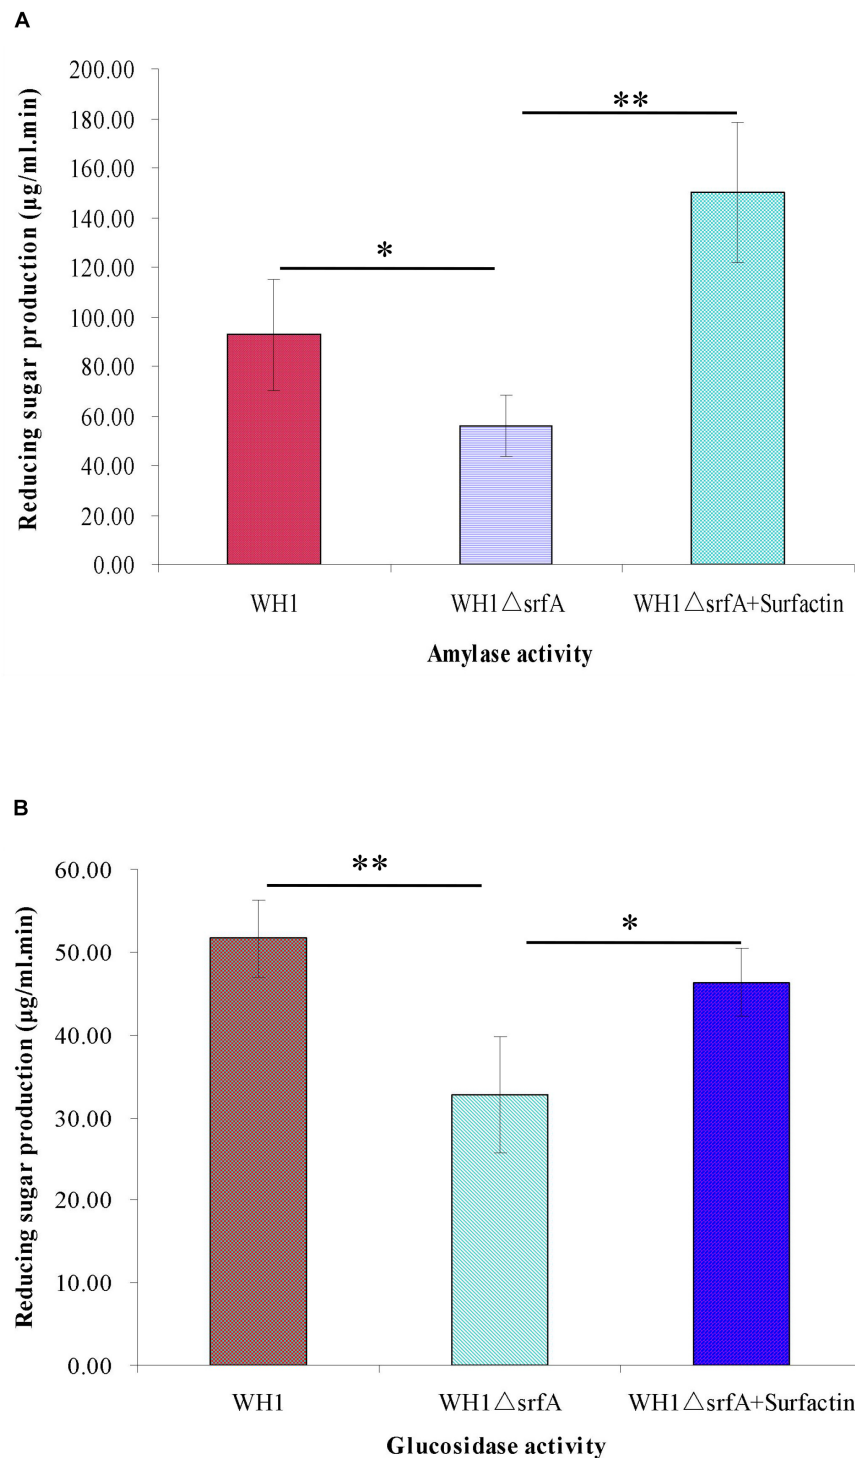 A
Reducing sugar production (µg/ml.min)
200.00
180.00
160.00
140.00
120.00
100.00
80.00
60.00
40.00
20.00
0.00
*
**
WH1
WH1△srfA
WH1△srfA+Surfactin
Amylase activity
B
Reducing sugar production (µg/ml.min)
60.00
50.00
40.00
30.00
20.00
10.00
0.00
**
*
WH1
WH1△srfA
WH1△srfA+Surfactin
Glucosidase activity